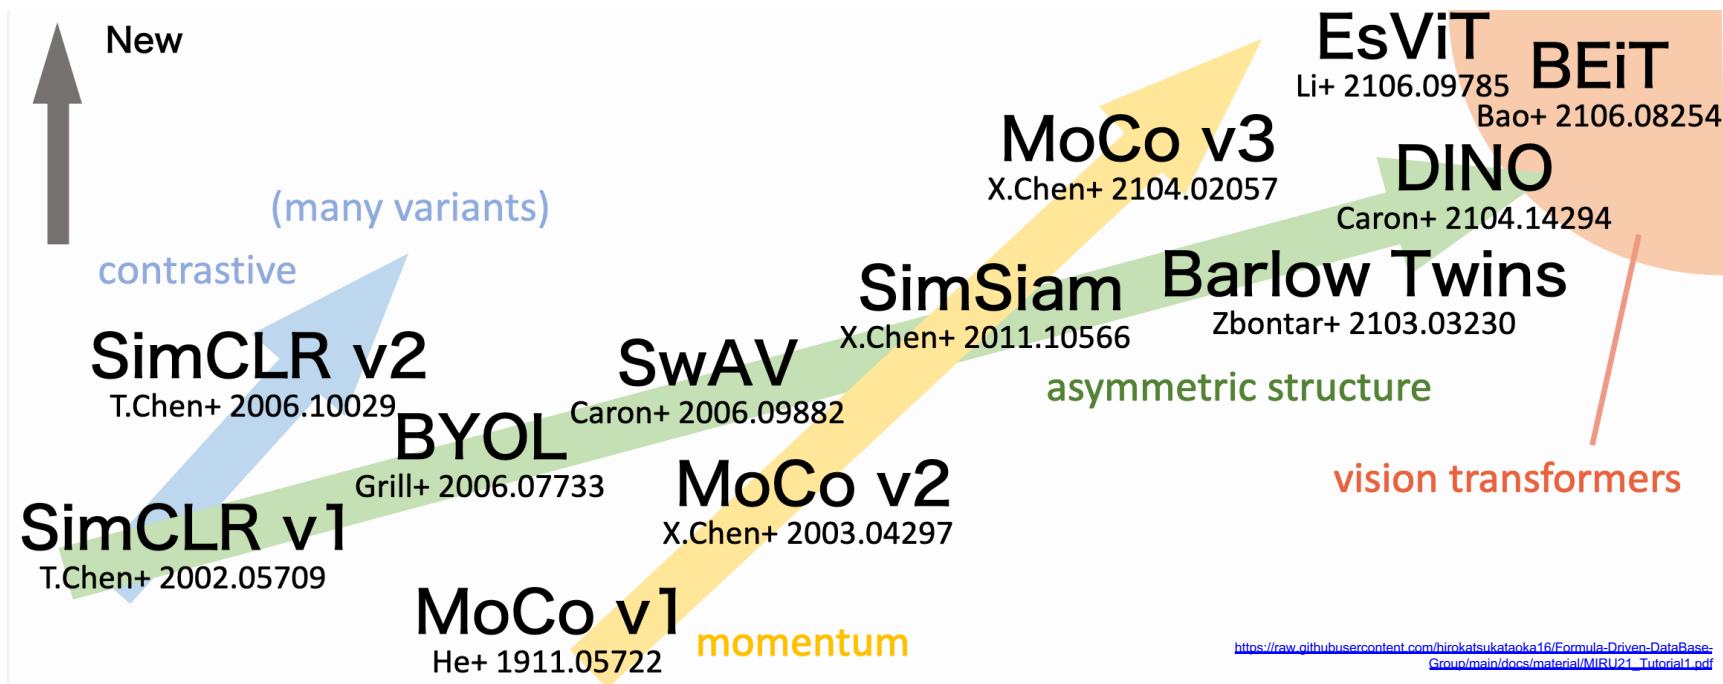 New
EsViT
Li+ 2106.09785
BEiT
Bao+ 2106.08254
MoCo v3
X.Chen+ 2104.02057
DINO
Caron+ 2104.14294
(many variants)
contrastive
SimSiam
X.Chen+ 2011.10566
Barlow Twins
Zbontar+ 2103.03230
SimCLR v2
T.Chen+ 2006.10029
SwAV
Caron+ 2006.09882
asymmetric structure
BYOL
Grill+ 2006.07733
MoCo v2
X.Chen+ 2003.04297
vision transformers
SimCLR v1
T.Chen+ 2002.05709
MoCo v1
He+ 1911.05722
momentum
https://raw.githubusercontent.com/hirokatsukataoka16/Formula-Driven-DataBase-
Group/main/docs/material/MIRU21_Tutorial1.pdf